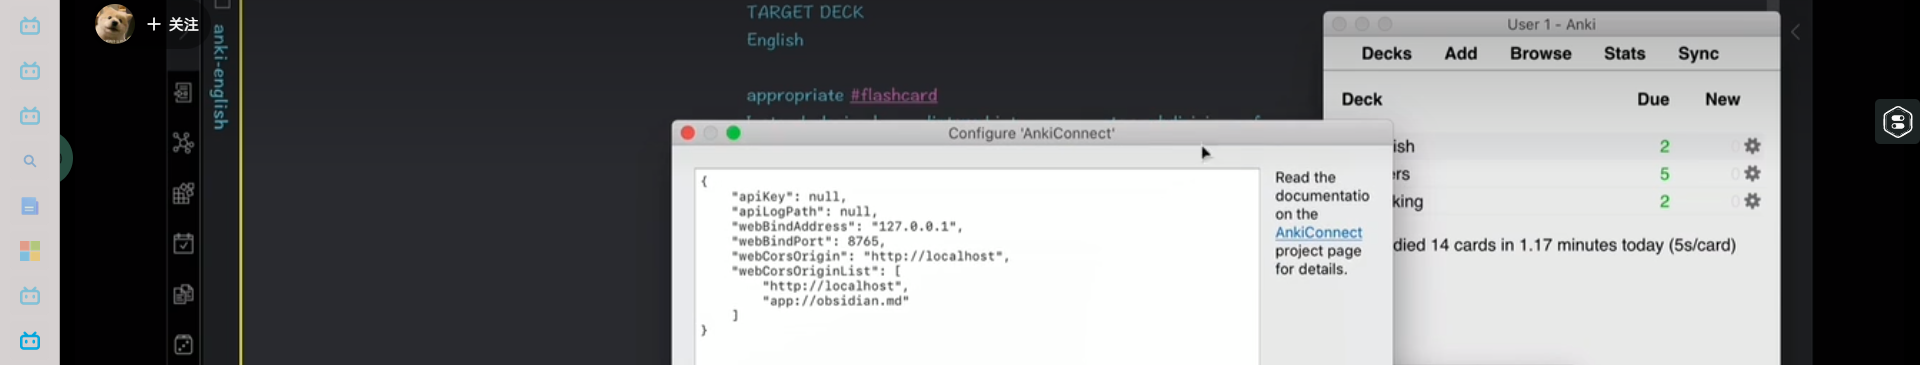 + 关注
anki-english
TARGET DECK
English
appropriate #flashcard
User 1 - Anki
Decks Add Browse Stats Sync
Deck Due New
ish 2 0
ers 5 0
king 2 0
died 14 cards in 1.17 minutes today (5s/card)
Configure 'AnkiConnect'
{
"apiKey": null,
"apiLogPath": null,
"webBindAddress": "127.0.0.1",
"webBindPort": 8765,
"webCorsOrigin": "http://localhost",
"webCorsOriginList": [
"http://localhost",
"app://obsidian.md"
]
}
Read the
documentatio
on the
AnkiConnect
project page
for details.